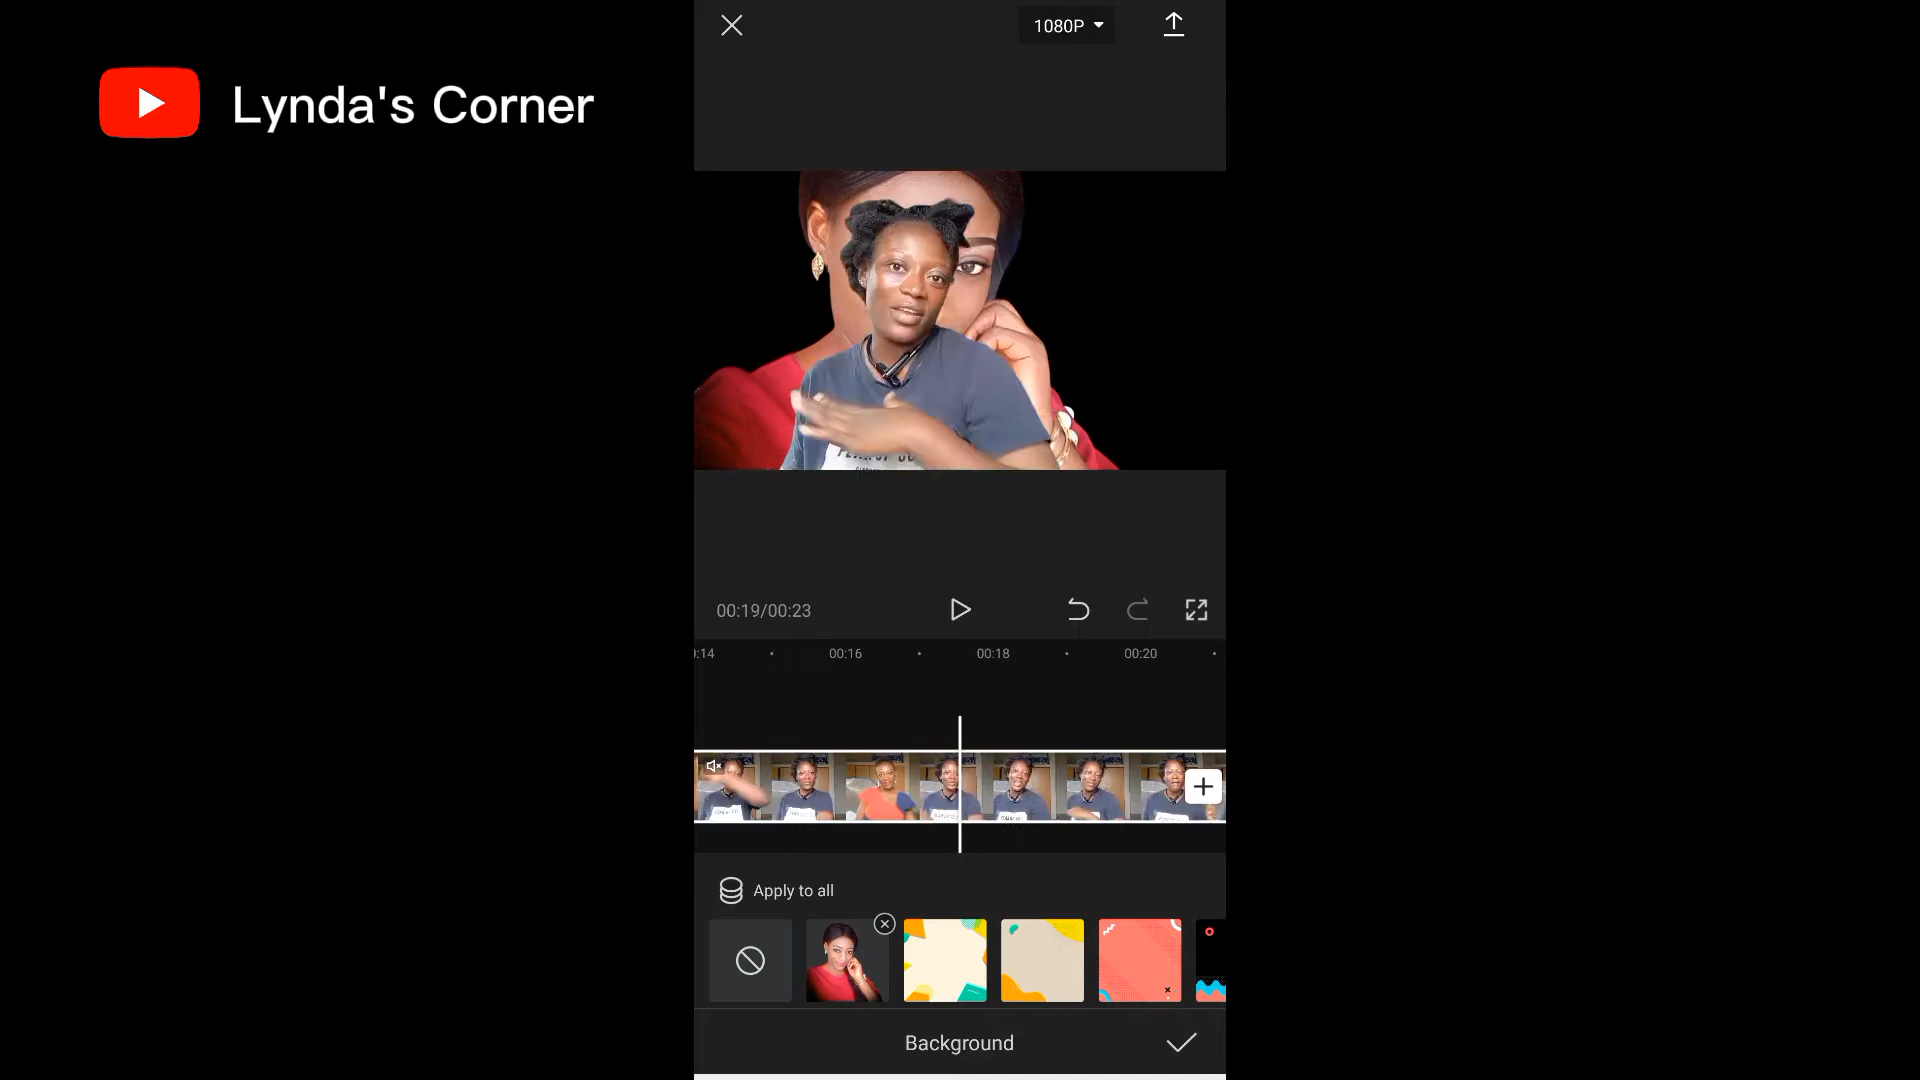 Lynda's Corner
1080P
00:19/00:23
:14
00:16
00:18
00:20
Apply to all
Background